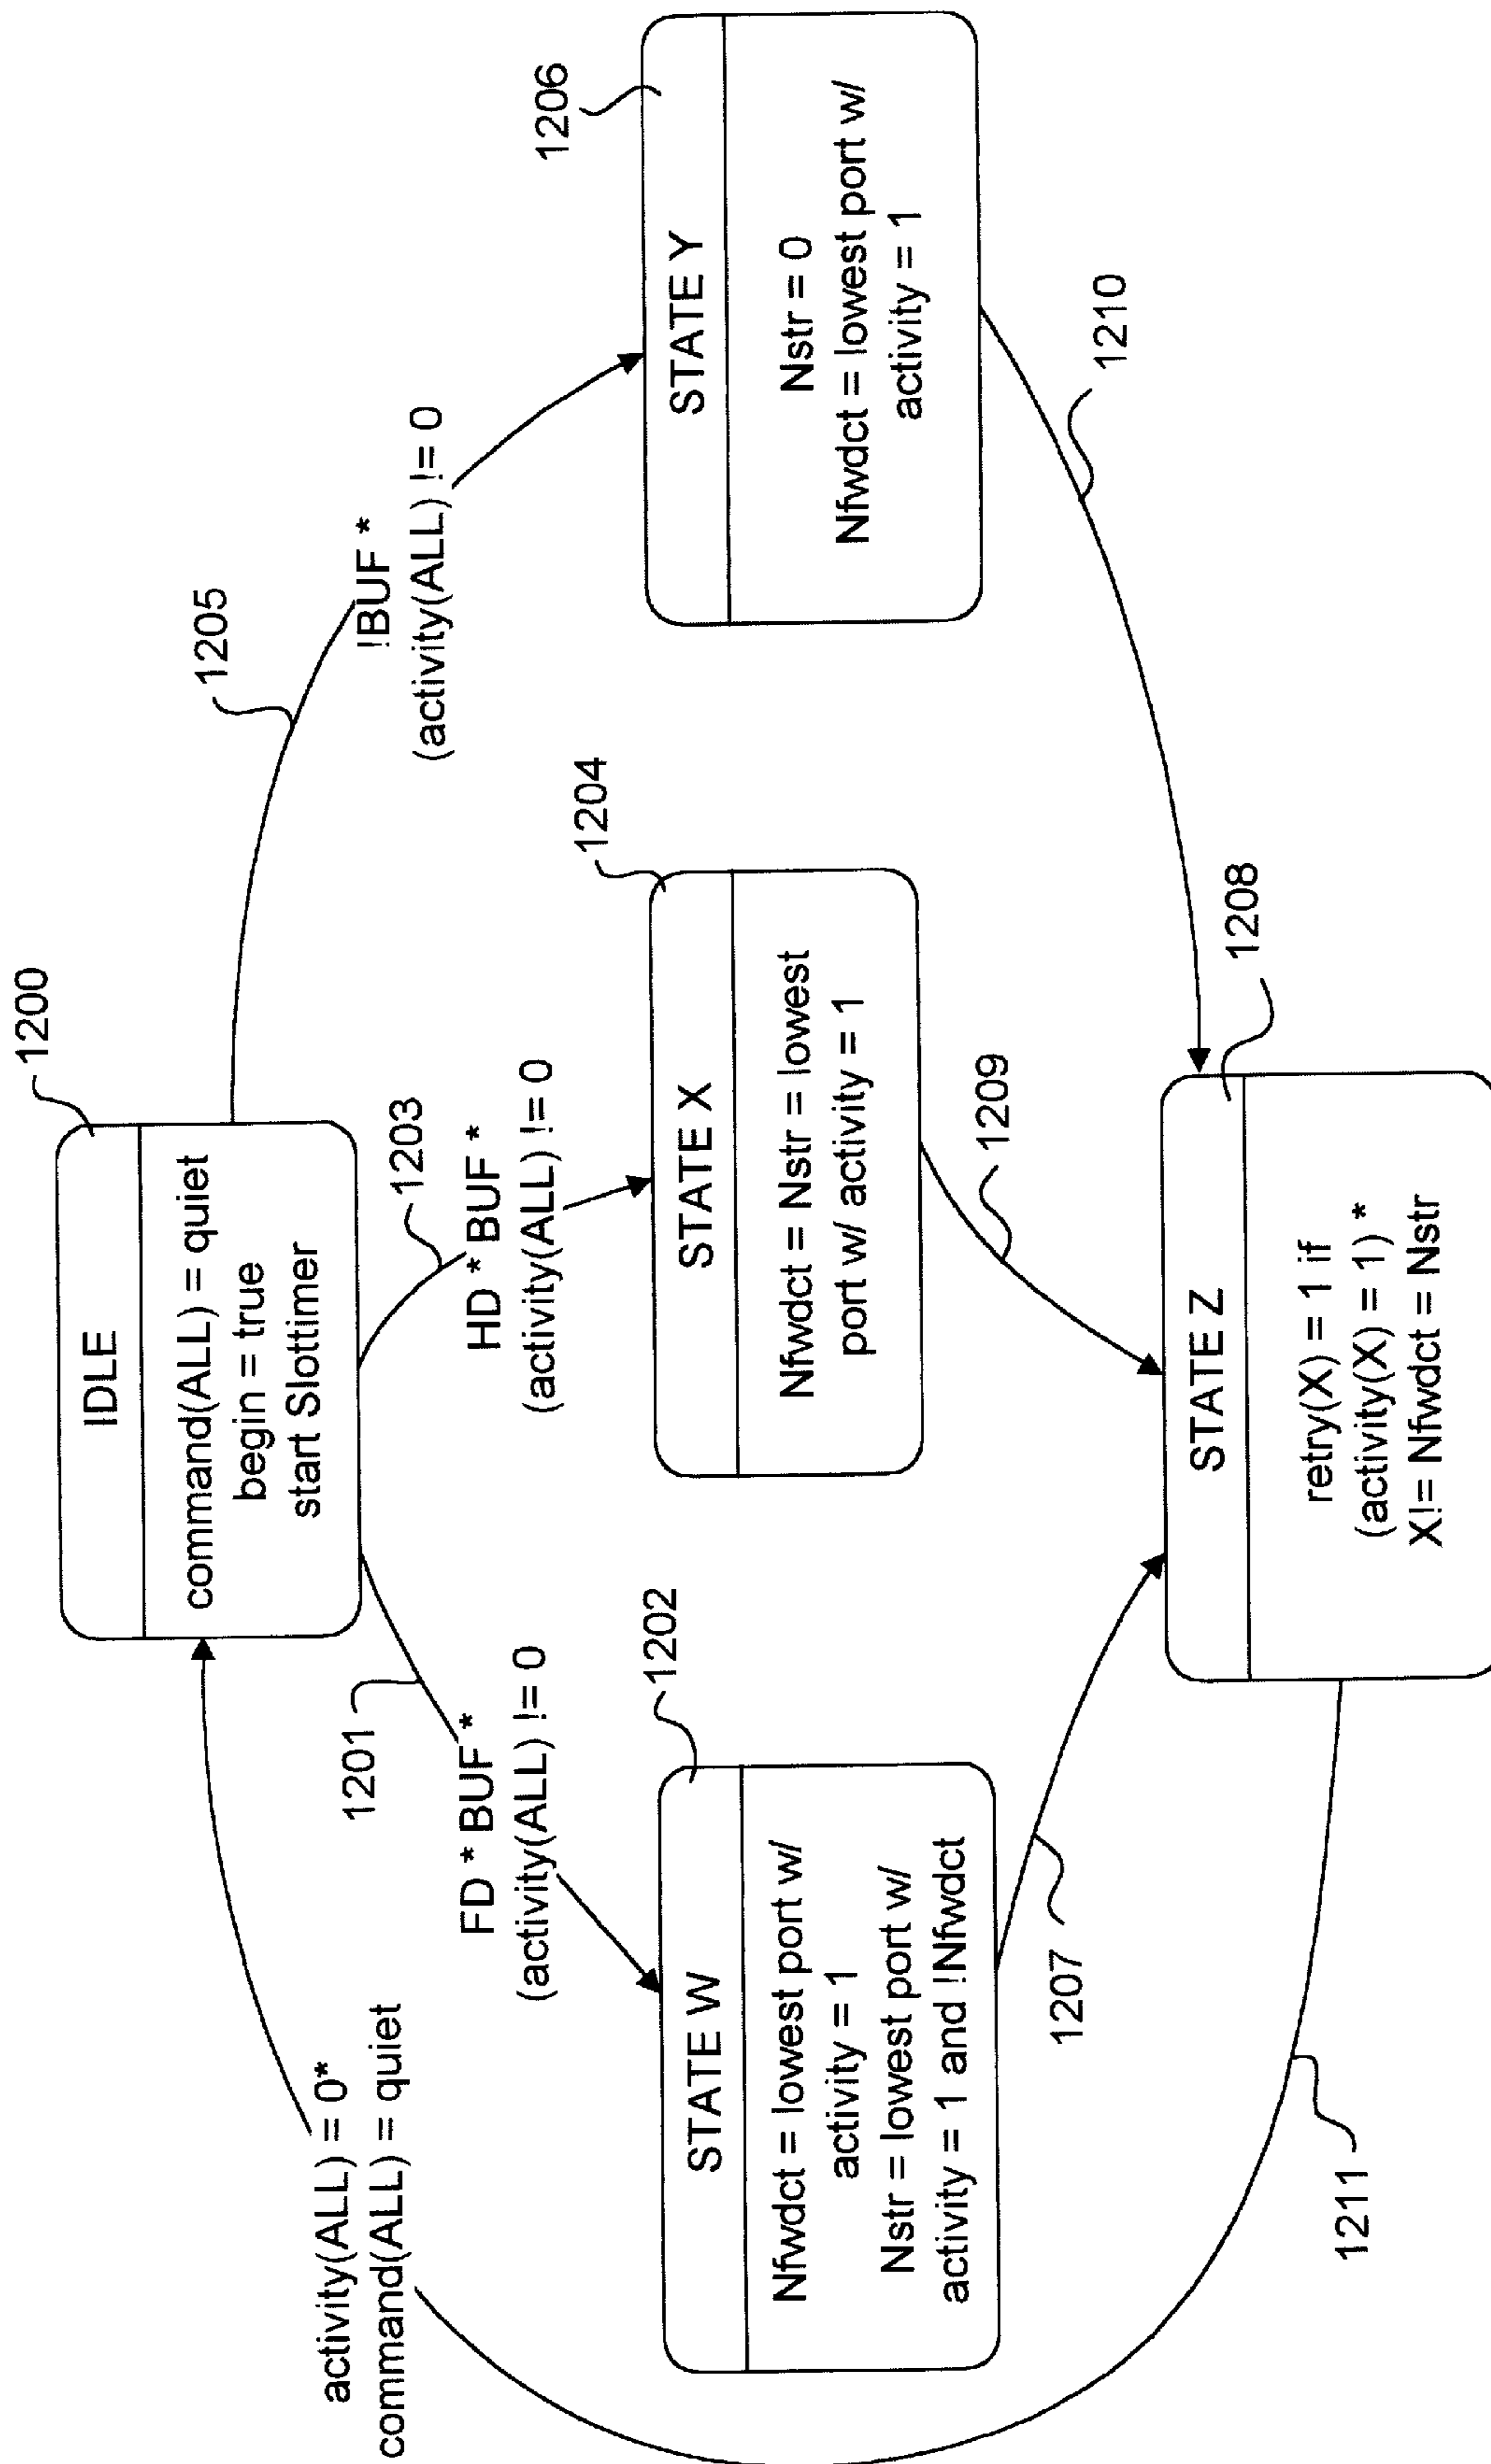 1200
IDLE
command(ALL) = quiet
begin = true
start Slottimer
activity(ALL) = 0*
command(ALL) = quiet
1201
FD * BUF *
(activity(ALL) != 0
1203
HD * BUF *
(activity(ALL) != 0
1205
!BUF *
(activity(ALL) != 0
1202
STATE W
Nfwdct = lowest port w/
activity = 1
Nstr = lowest port w/
activity = 1 and !Nfwdct
1204
STATE X
Nfwdct = Nstr = lowest
port w/ activity = 1
1206
STATE Y
Nstr = 0
Nfwdct = lowest port w/
activity = 1
1207
1209
1210
1208
STATE Z
retry(X) = 1 if
(activity(X) = 1) *
X!= Nfwdct = Nstr
1211